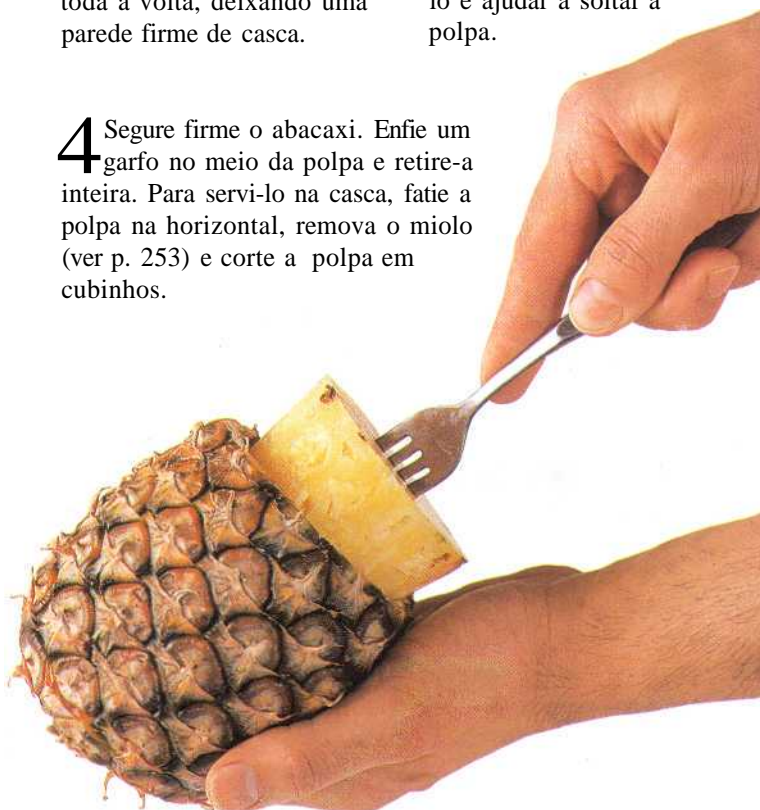 toda a volta, deixando uma
parede firme de casca.
lo e ajudar a soltar a
polpa.
4 Segure firme o abacaxi. Enfie um
garfo no meio da polpa e retire-a
inteira. Para servi-lo na casca, fatie a
polpa na horizontal, remova o miolo
(ver p. 253) e corte a polpa em
cubinhos.